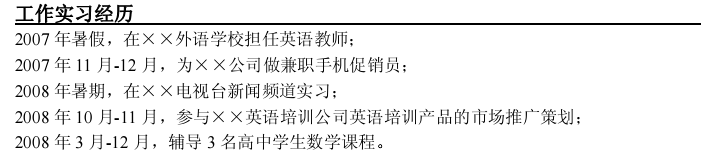 工作实习经历
2007 年暑假，在××外语学校担任英语教师；
2007 年 11 月-12 月，为××公司做兼职手机促销员；
2008 年暑期，在××电视台新闻频道实习；
2008 年 10 月-11 月，参与××英语培训公司英语培训产品的市场推广策划；
2008 年 3 月-12 月，辅导 3 名高中学生数学课程。